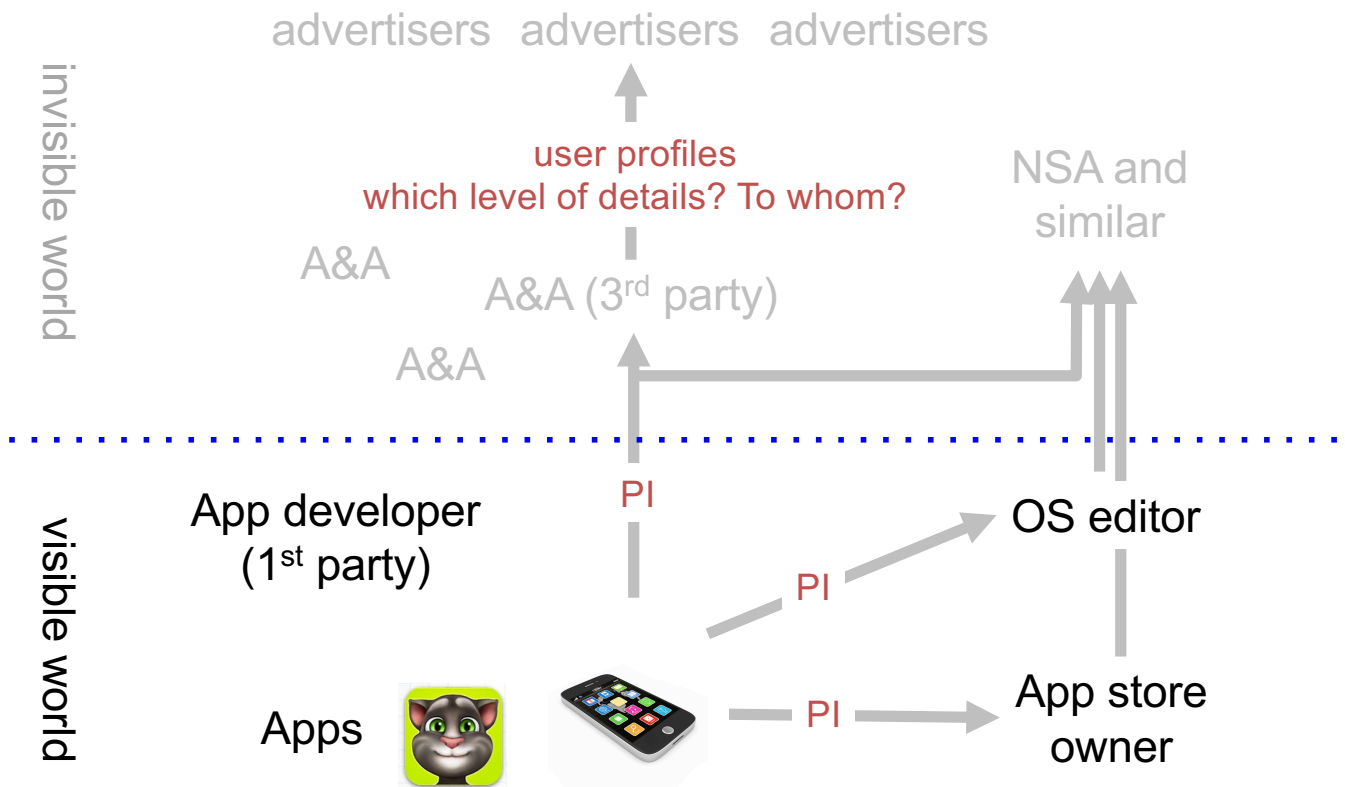 advertisers advertisers advertisers
invisible world
user profiles
which level of details? To whom?
NSA and
similar
A&A
A&A (3rd party)
A&A
PI
App developer
(1st party)
OS editor
visible world
PI
Apps
PI
App store
owner